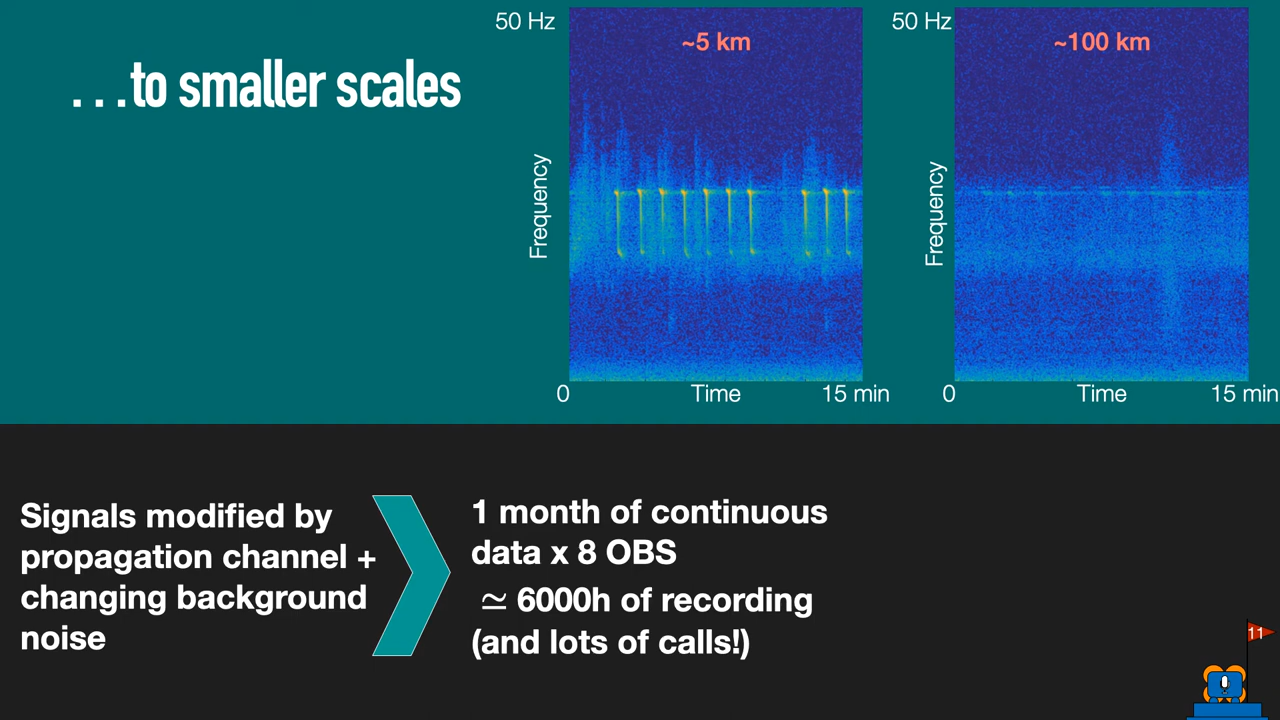 ...to smaller scales
50 Hz
~5 km
Frequency
0
Time
15 min
50 Hz
~100 km
Frequency
0
Time
15 min
Signals modified by
propagation channel +
changing background
noise
1 month of continuous
data x 8 OBS
≃ 6000h of recording
(and lots of calls!)
11